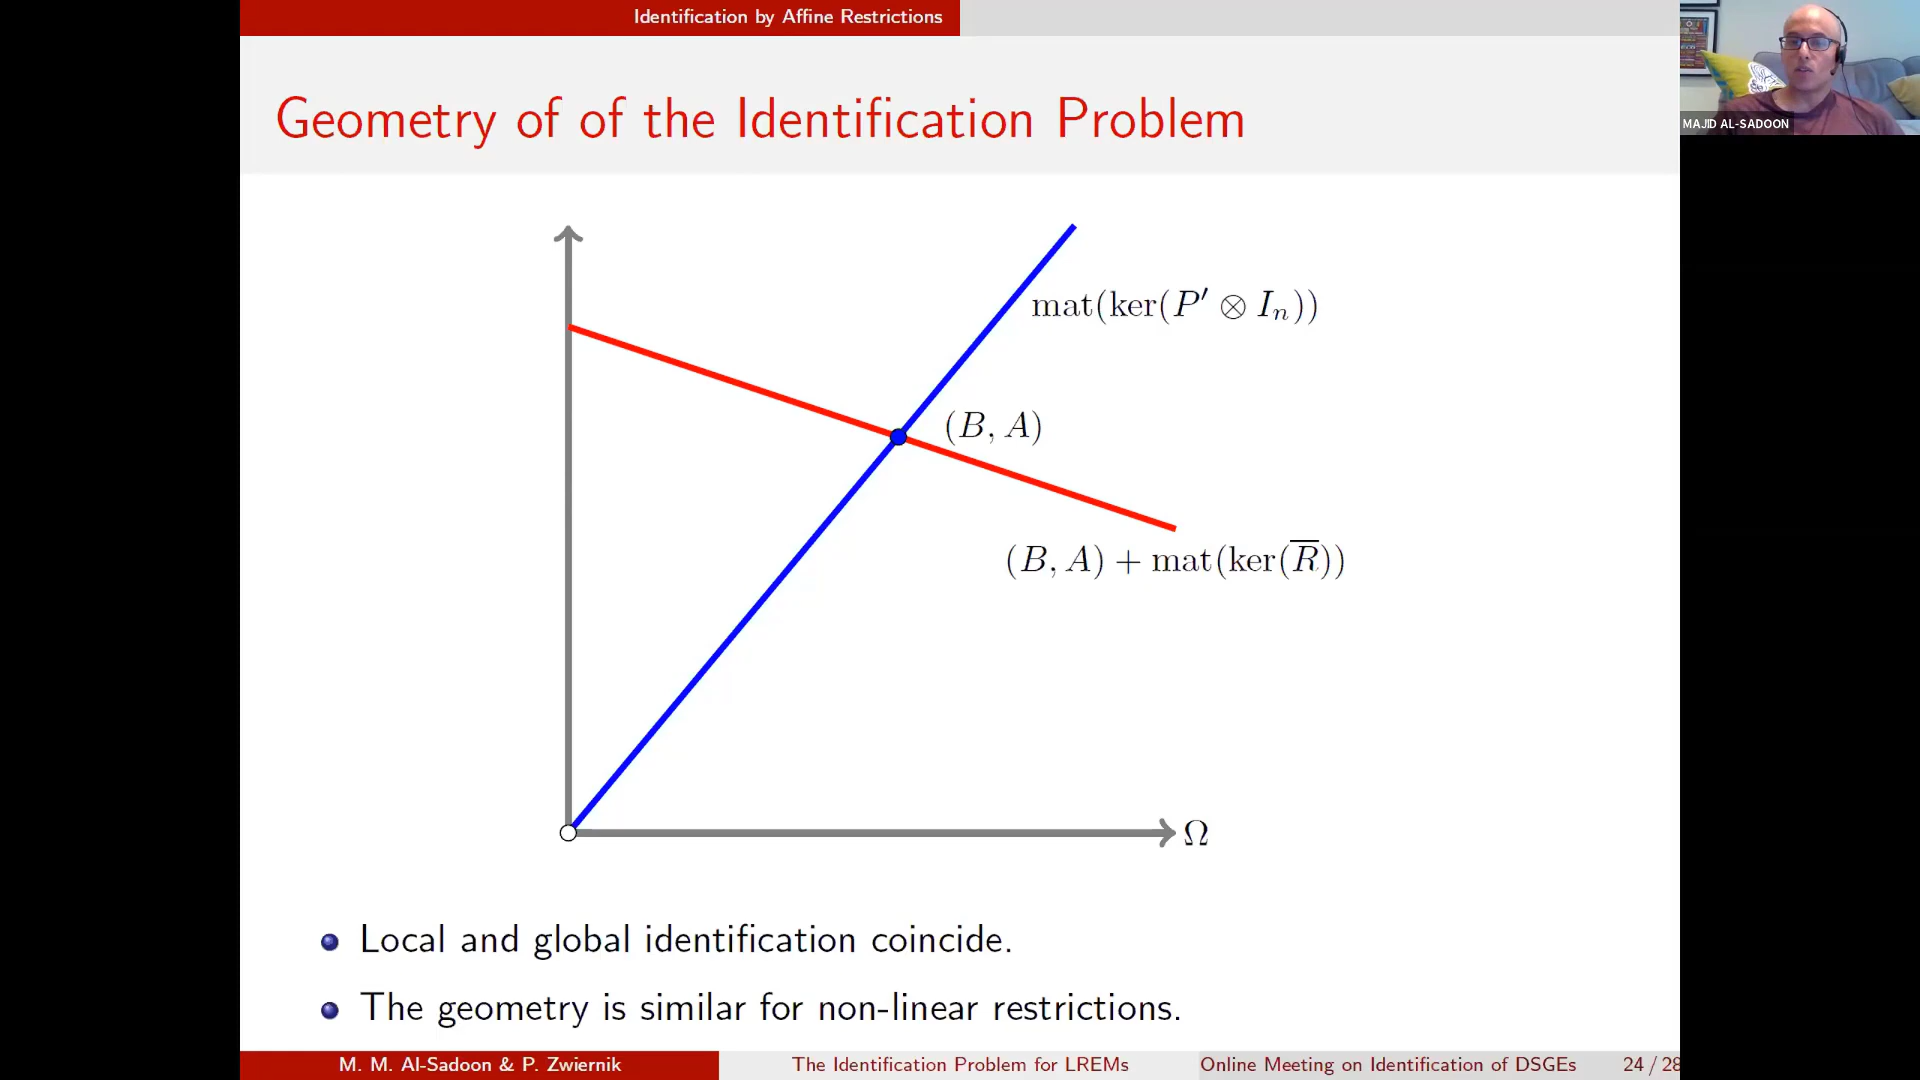 Identification by Affine Restrictions
Geometry of of the Identification Problem
MAJID AL-SADOON
mat(ker(P′ ⊗ Iₙ))
(B, A)
(B, A) + mat(ker(R̅))
Ω
Local and global identification coincide.
The geometry is similar for non-linear restrictions.
M. M. Al-Sadoon & P. Zwiernik
The Identification Problem for LREMs
Online Meeting on Identification of DSGEs
24 / 28